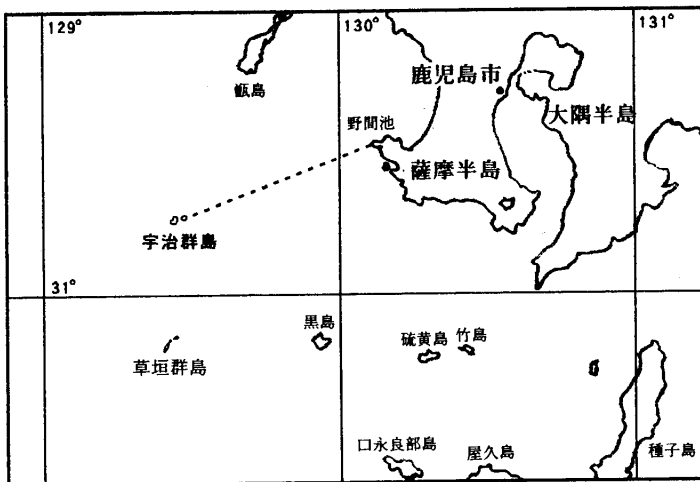 129°
130°
131°
鹿児島市
甑島
大隅半島
野間池
薩摩半島
宇治群島
31°
黒島
硫黄島
竹島
草垣群島
口永良部島
屋久島
種子島